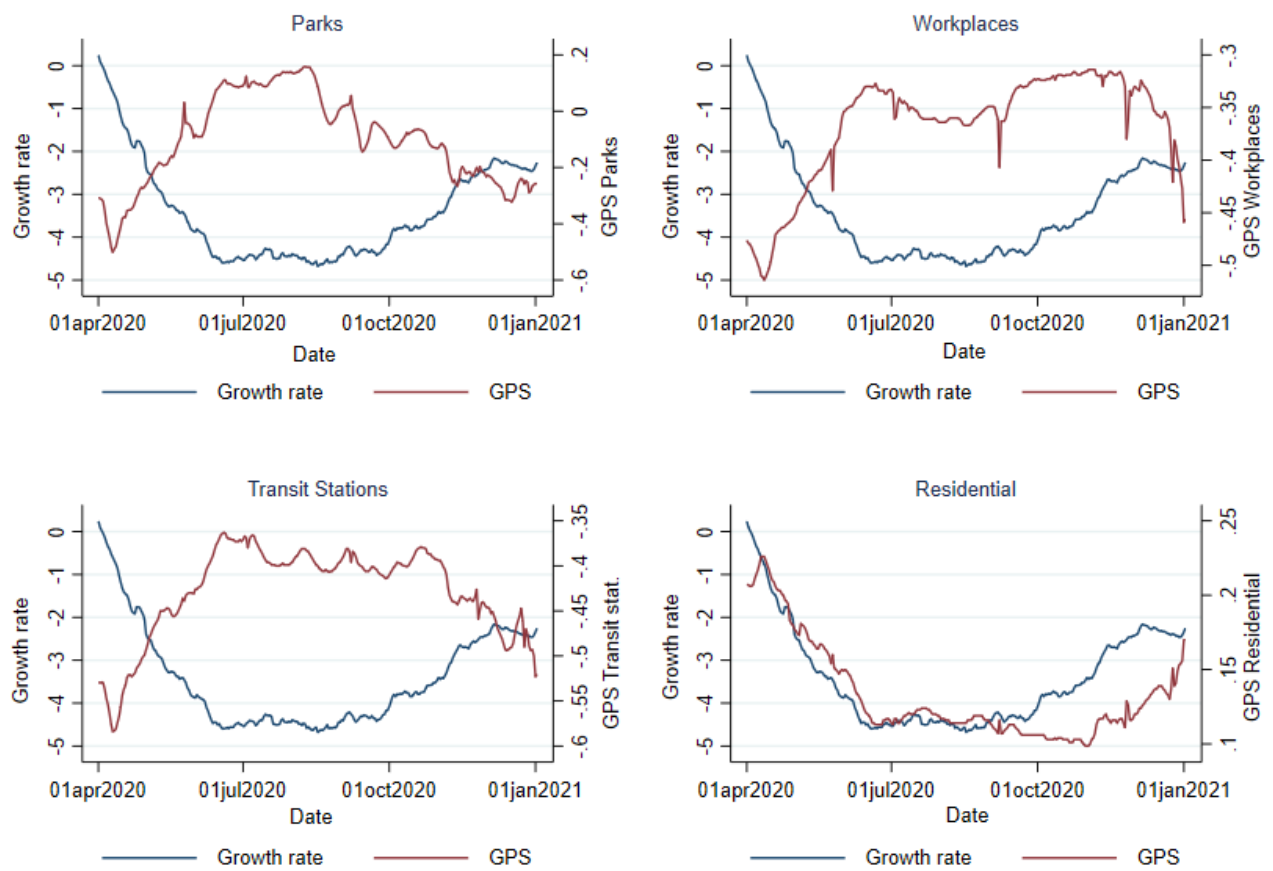 Parks
Growth rate
0
-1
-2
-3
-4
-5
.2
0
-.2
-.4
-.6
GPS Parks
01apr2020 01jul2020 01oct2020 01jan2021
Date
Growth rate GPS
Workplaces
Growth rate
0
-1
-2
-3
-4
-5
-.3
-.35
-.4
-.45
-.5
GPS Workplaces
01apr2020 01jul2020 01oct2020 01jan2021
Date
Growth rate GPS
Transit Stations
Growth rate
0
-1
-2
-3
-4
-5
-.35
-.4
-.45
-.5
-.55
-.6
GPS Transit stat.
01apr2020 01jul2020 01oct2020 01jan2021
Date
Growth rate GPS
Residential
Growth rate
0
-1
-2
-3
-4
-5
.25
.2
.15
.1
GPS Residential
01apr2020 01jul2020 01oct2020 01jan2021
Date
Growth rate GPS